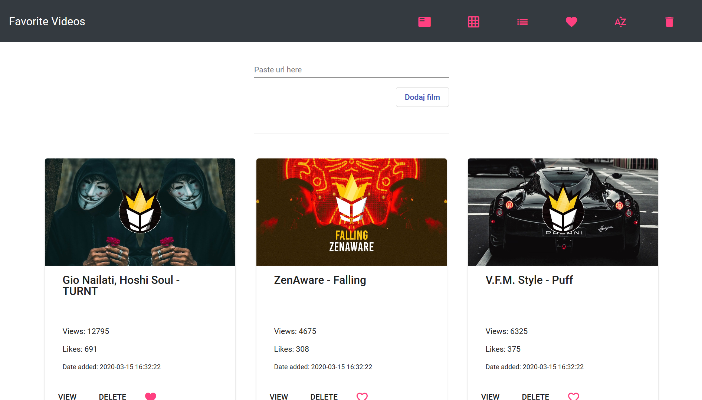 Favorite Videos
AZ
Paste url here
Dodaj film
FALLING
ZENAWARE
Gio Nailati, Hoshi Soul -
TURNT
Views: 12795
Likes: 691
Date added: 2020-03-15 16:32:22
VIEW DELETE
ZenAware - Falling
Views: 4675
Likes: 308
Date added: 2020-03-15 16:32:22
VIEW DELETE
V.F.M. Style - Puff
Views: 6325
Likes: 375
Date added: 2020-03-15 16:32:22
VIEW DELETE